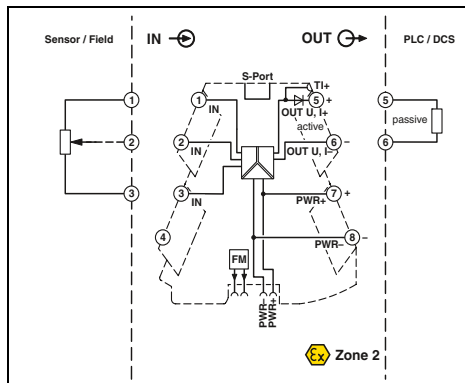 Sensor / Field
IN
OUT
PLC / DCS
S-Port
TI+
1
1
5
+
5
IN
OUT U, I+
active
passive
2
2
6
–
6
IN
OUT U, I–
3
3
7
+
IN
PWR+
4
8
–
PWR–
FM
PWR–
PWR+
Ex
Zone 2